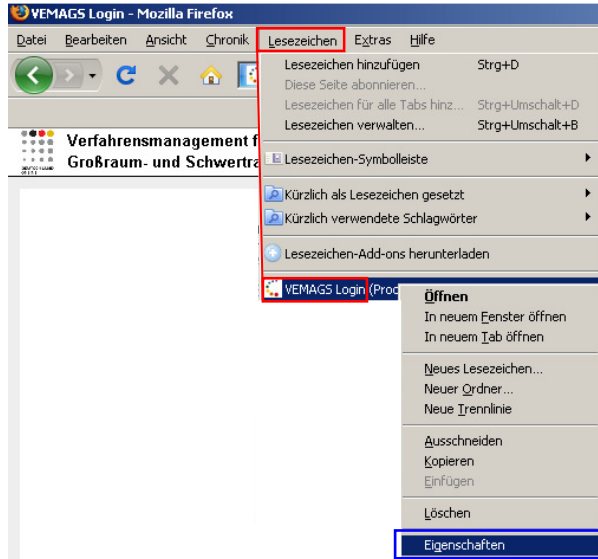 VEMAGS Login - Mozilla Firefox
Datei Bearbeiten Ansicht Chronik Lesezeichen Extras Hilfe
Lesezeichen hinzufügen Strg+D
Diese Seite abonnieren...
Lesezeichen für alle Tabs hinz... Strg+Umschalt+D
Lesezeichen verwalten... Strg+Umschalt+B
Verfahrensmanagement f
Großraum- und Schwertra
Lesezeichen-Symbolleiste
Kürzlich als Lesezeichen gesetzt
Kürzlich verwendete Schlagwörter
Lesezeichen-Add-ons herunterladen
VEMAGS Login (Prod
Öffnen
In neuem Fenster öffnen
In neuem Tab öffnen
Neues Lesezeichen...
Neuer Ordner...
Neue Trennlinie
Ausschneiden
Kopieren
Einfügen
Löschen
Eigenschaften